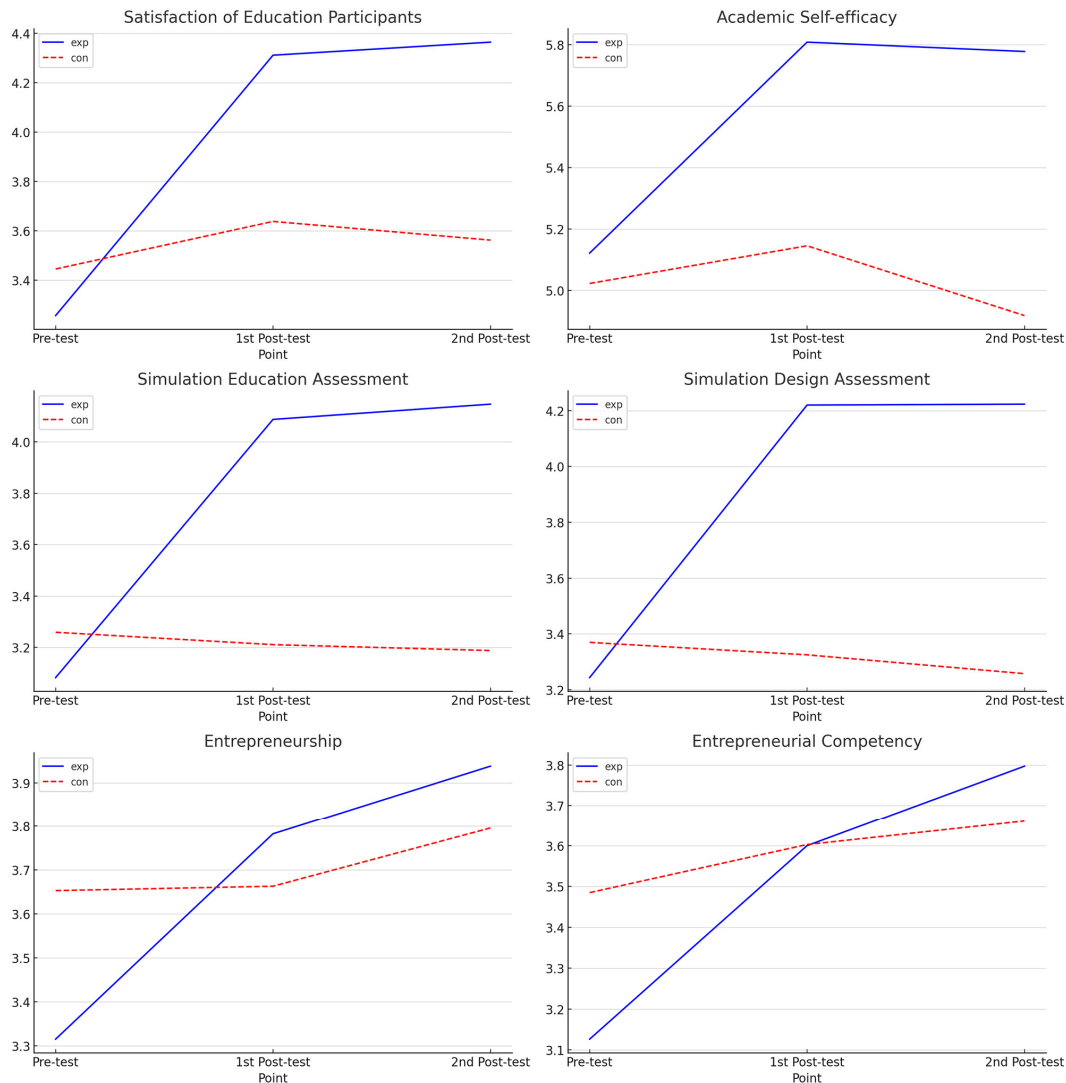 Satisfaction of Education Participants
4.4
4.2
4.0
3.8
3.6
3.4
exp
con
Pre-test
1st Post-test
2nd Post-test
Point
Academic Self-efficacy
5.8
5.6
5.4
5.2
5.0
exp
con
Pre-test
1st Post-test
2nd Post-test
Point
Simulation Education Assessment
4.0
3.8
3.6
3.4
3.2
exp
con
Pre-test
1st Post-test
2nd Post-test
Point
Simulation Design Assessment
4.2
4.0
3.8
3.6
3.4
3.2
exp
con
Pre-test
1st Post-test
2nd Post-test
Point
Entrepreneurship
3.9
3.8
3.7
3.6
3.5
3.4
3.3
exp
con
Pre-test
1st Post-test
2nd Post-test
Point
Entrepreneurial Competency
3.8
3.7
3.6
3.5
3.4
3.3
3.2
3.1
exp
con
Pre-test
1st Post-test
2nd Post-test
Point